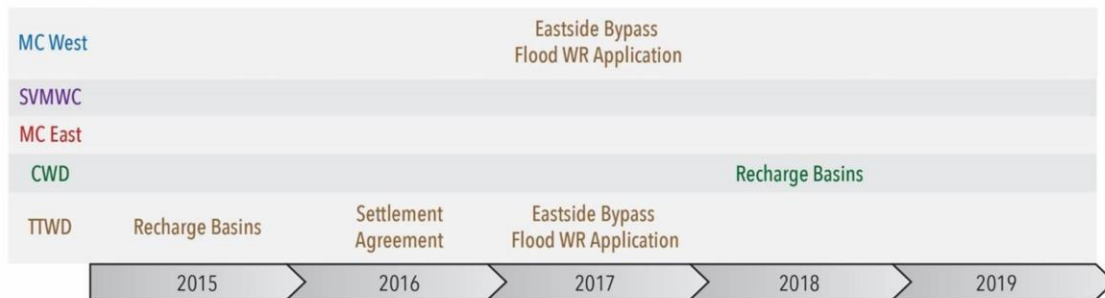 MC West
Eastside Bypass
Flood WR Application
SVMWC
MC East
CWD
Recharge Basins
TTWD
Recharge Basins
Settlement
Agreement
Eastside Bypass
Flood WR Application
2015
2016
2017
2018
2019